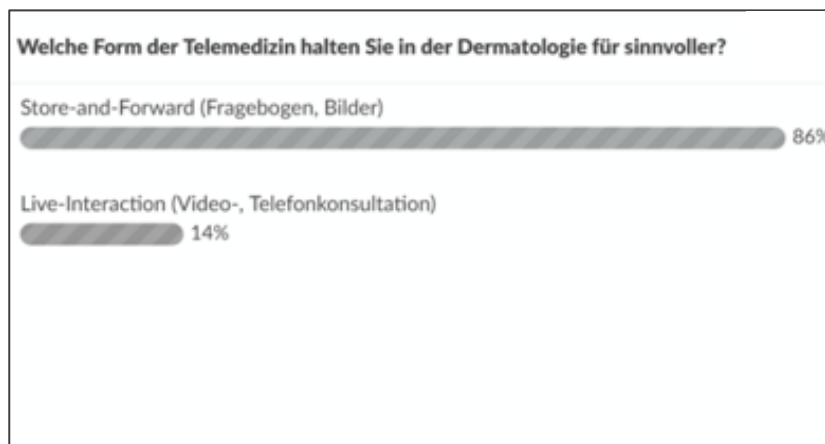 Welche Form der Telemedizin halten Sie in der Dermatologie für sinnvoller?
Store-and-Forward (Fragebogen, Bilder)
86%
Live-Interaction (Video-, Telefonkonsultation)
14%